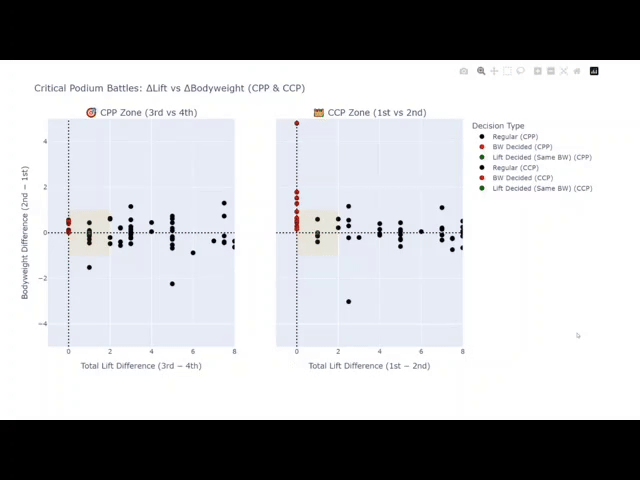 Critical Podium Battles: ΔLift vs ΔBodyweight (CPP & CCP)
🎯 CPP Zone (3rd vs 4th)
👑 CCP Zone (1st vs 2nd)
Decision Type
Regular (CPP)
BW Decided (CPP)
Lift Decided (Same BW) (CPP)
Regular (CCP)
BW Decided (CCP)
Lift Decided (Same BW) (CCP)
Bodyweight Difference (2nd − 1st)
4
2
0
−2
−4
0 2 4 6 8
0 2 4 6 8
Total Lift Difference (3rd − 4th)
Total Lift Difference (1st − 2nd)